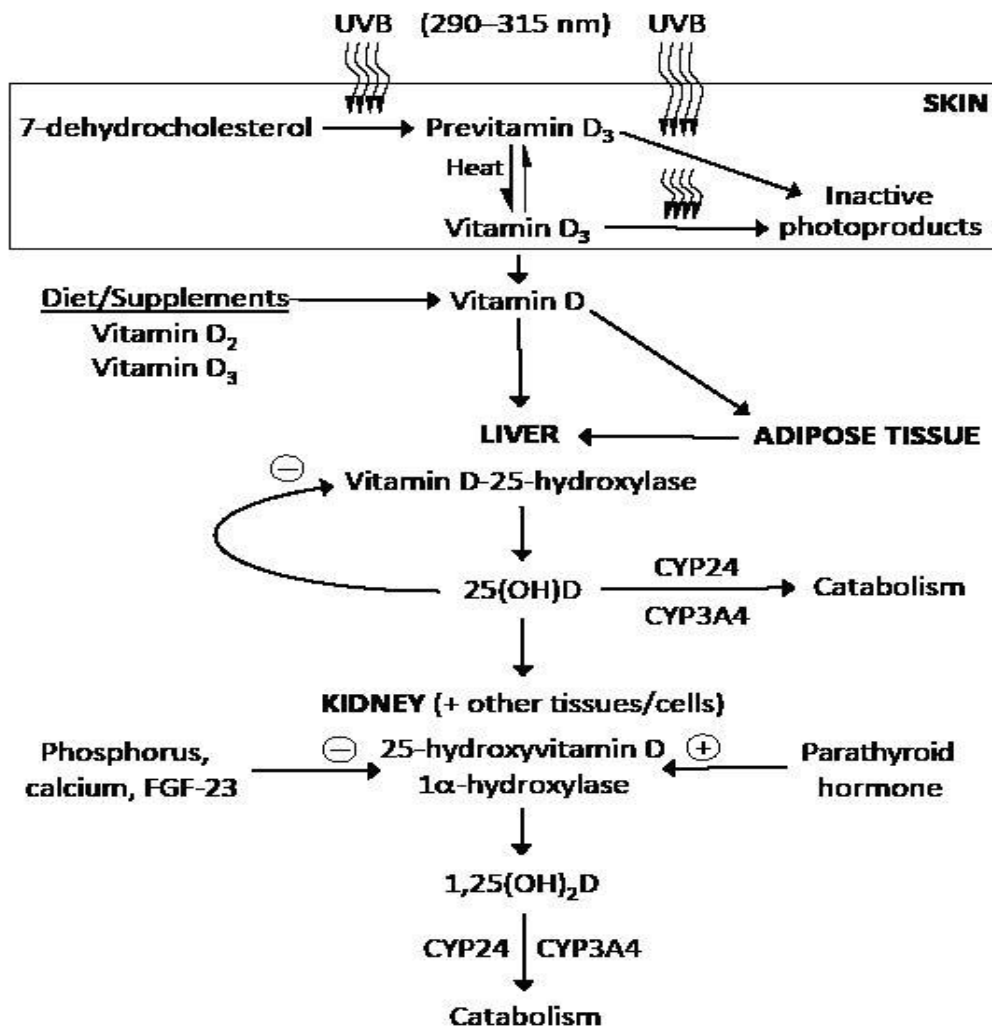 UVB (290–315 nm) UVB
SKIN
7-dehydrocholesterol Previtamin D3
Heat
Inactive
photoproducts
Vitamin D3
Diet/Supplements Vitamin D
Vitamin D2
Vitamin D3
LIVER ADIPOSE TISSUE
− Vitamin D-25-hydroxylase
25(OH)D CYP24 Catabolism
CYP3A4
KIDNEY (+ other tissues/cells)
Phosphorus, − 25-hydroxyvitamin D + Parathyroid
calcium, FGF-23 1α-hydroxylase hormone
1,25(OH)2D
CYP24 CYP3A4
Catabolism